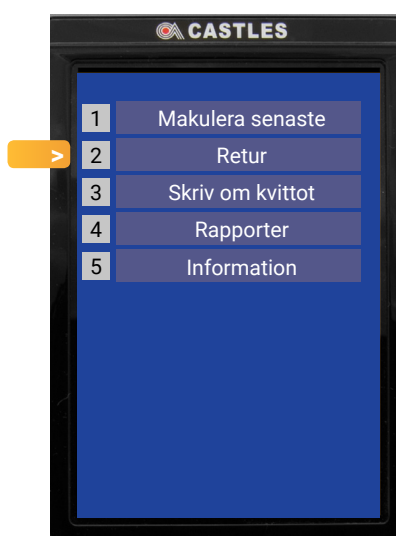 CASTLES
1 Makulera senaste
> 2 Retur
3 Skriv om kvittot
4 Rapporter
5 Information